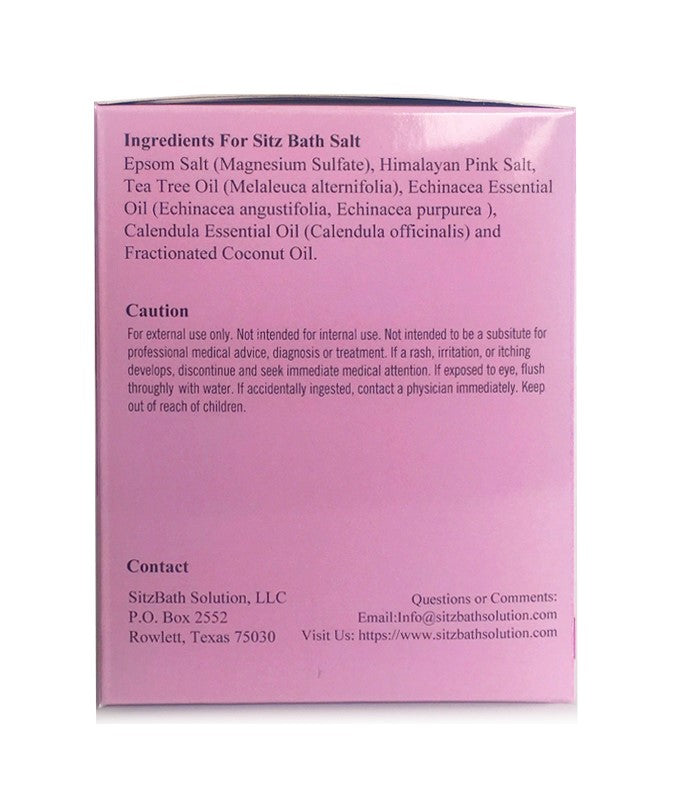 Ingredients For Sitz Bath Salt
Epsom Salt (Magnesium Sulfate), Himalayan Pink Salt,
Tea Tree Oil (Melaleuca alternifolia), Echinacea Essential
Oil (Echinacea angustifolia, Echinacea purpurea ),
Calendula Essential Oil (Calendula officinalis) and
Fractionated Coconut Oil.
Caution
For external use only. Not intended for internal use. Not intended to be a subsitute for
professional medical advice, diagnosis or treatment. If a rash, irritation, or itching
develops, discontinue and seek immediate medical attention. If exposed to eye, flush
throughly with water. If accidentally ingested, contact a physician immediately. Keep
out of reach of children.
Contact
SitzBath Solution, LLC
P.O. Box 2552
Rowlett, Texas 75030
Questions or Comments:
Email:Info@sitzbathsolution.com
Visit Us: https://www.sitzbathsolution.com